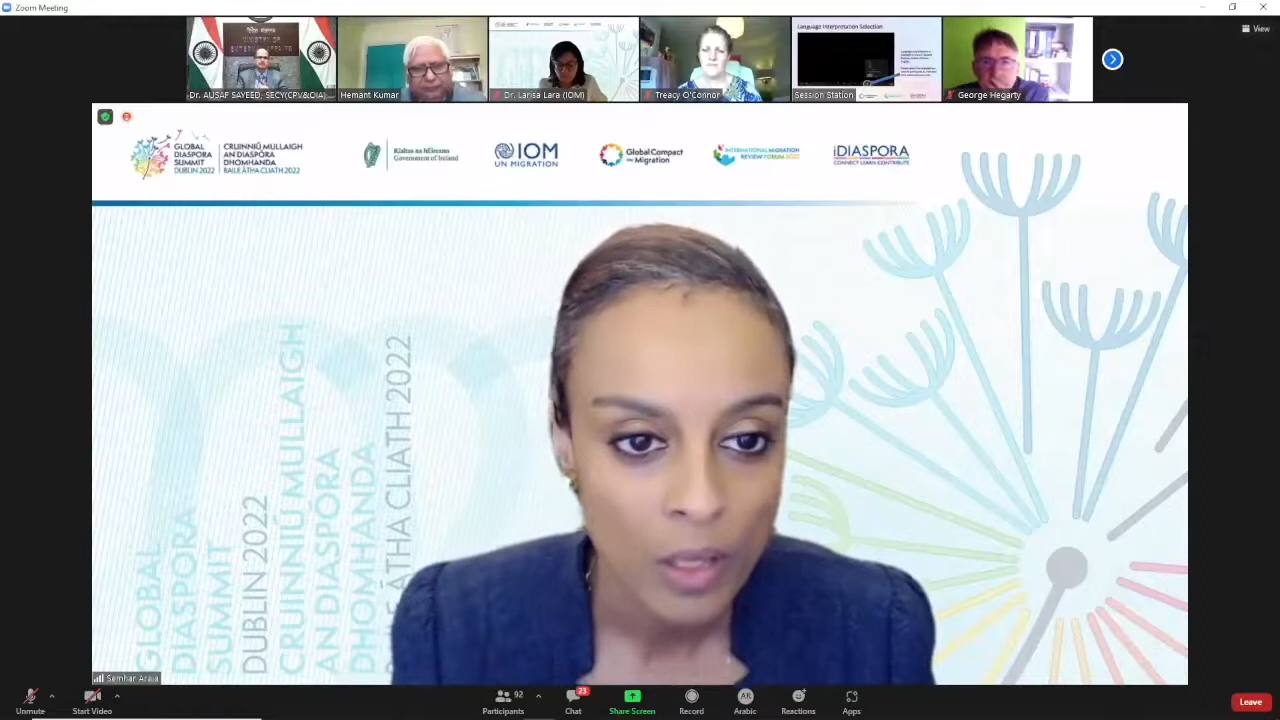 Zoom Meeting
View
Dr. AUSAF SAYEED, SECY(CPV&OIA)
Hemant Kumar
Dr. Larisa Lara (IOM)
Treacy O'Connor
Session Station
George Hegarty
Language Interpretation Selection
GLOBAL
DIASPORA
SUMMIT
DUBLIN 2022
CRUINNIÚ MULLAIGH
AN DIASPÓRA
DHOMHANDA
BAILE ÁTHA CLIATH 2022
Rialtas na hÉireann
Government of Ireland
IOM
UN MIGRATION
Global Compact
for Migration
INTERNATIONAL MIGRATION
REVIEW FORUM 2022
iDIASPORA
CONNECT LEARN CONTRIBUTE
GLOBAL
DIASPORA
SUMMIT
DUBLIN 2022
CRUINNIÚ MULLAIGH
AN DIASPÓRA
DHOMHANDA
E ÁTHA CLIATH 2022
Semhar Araia
Unmute
Start Video
Participants
92
Chat
23
Share Screen
Record
AR
Arabic
Reactions
Apps
Leave